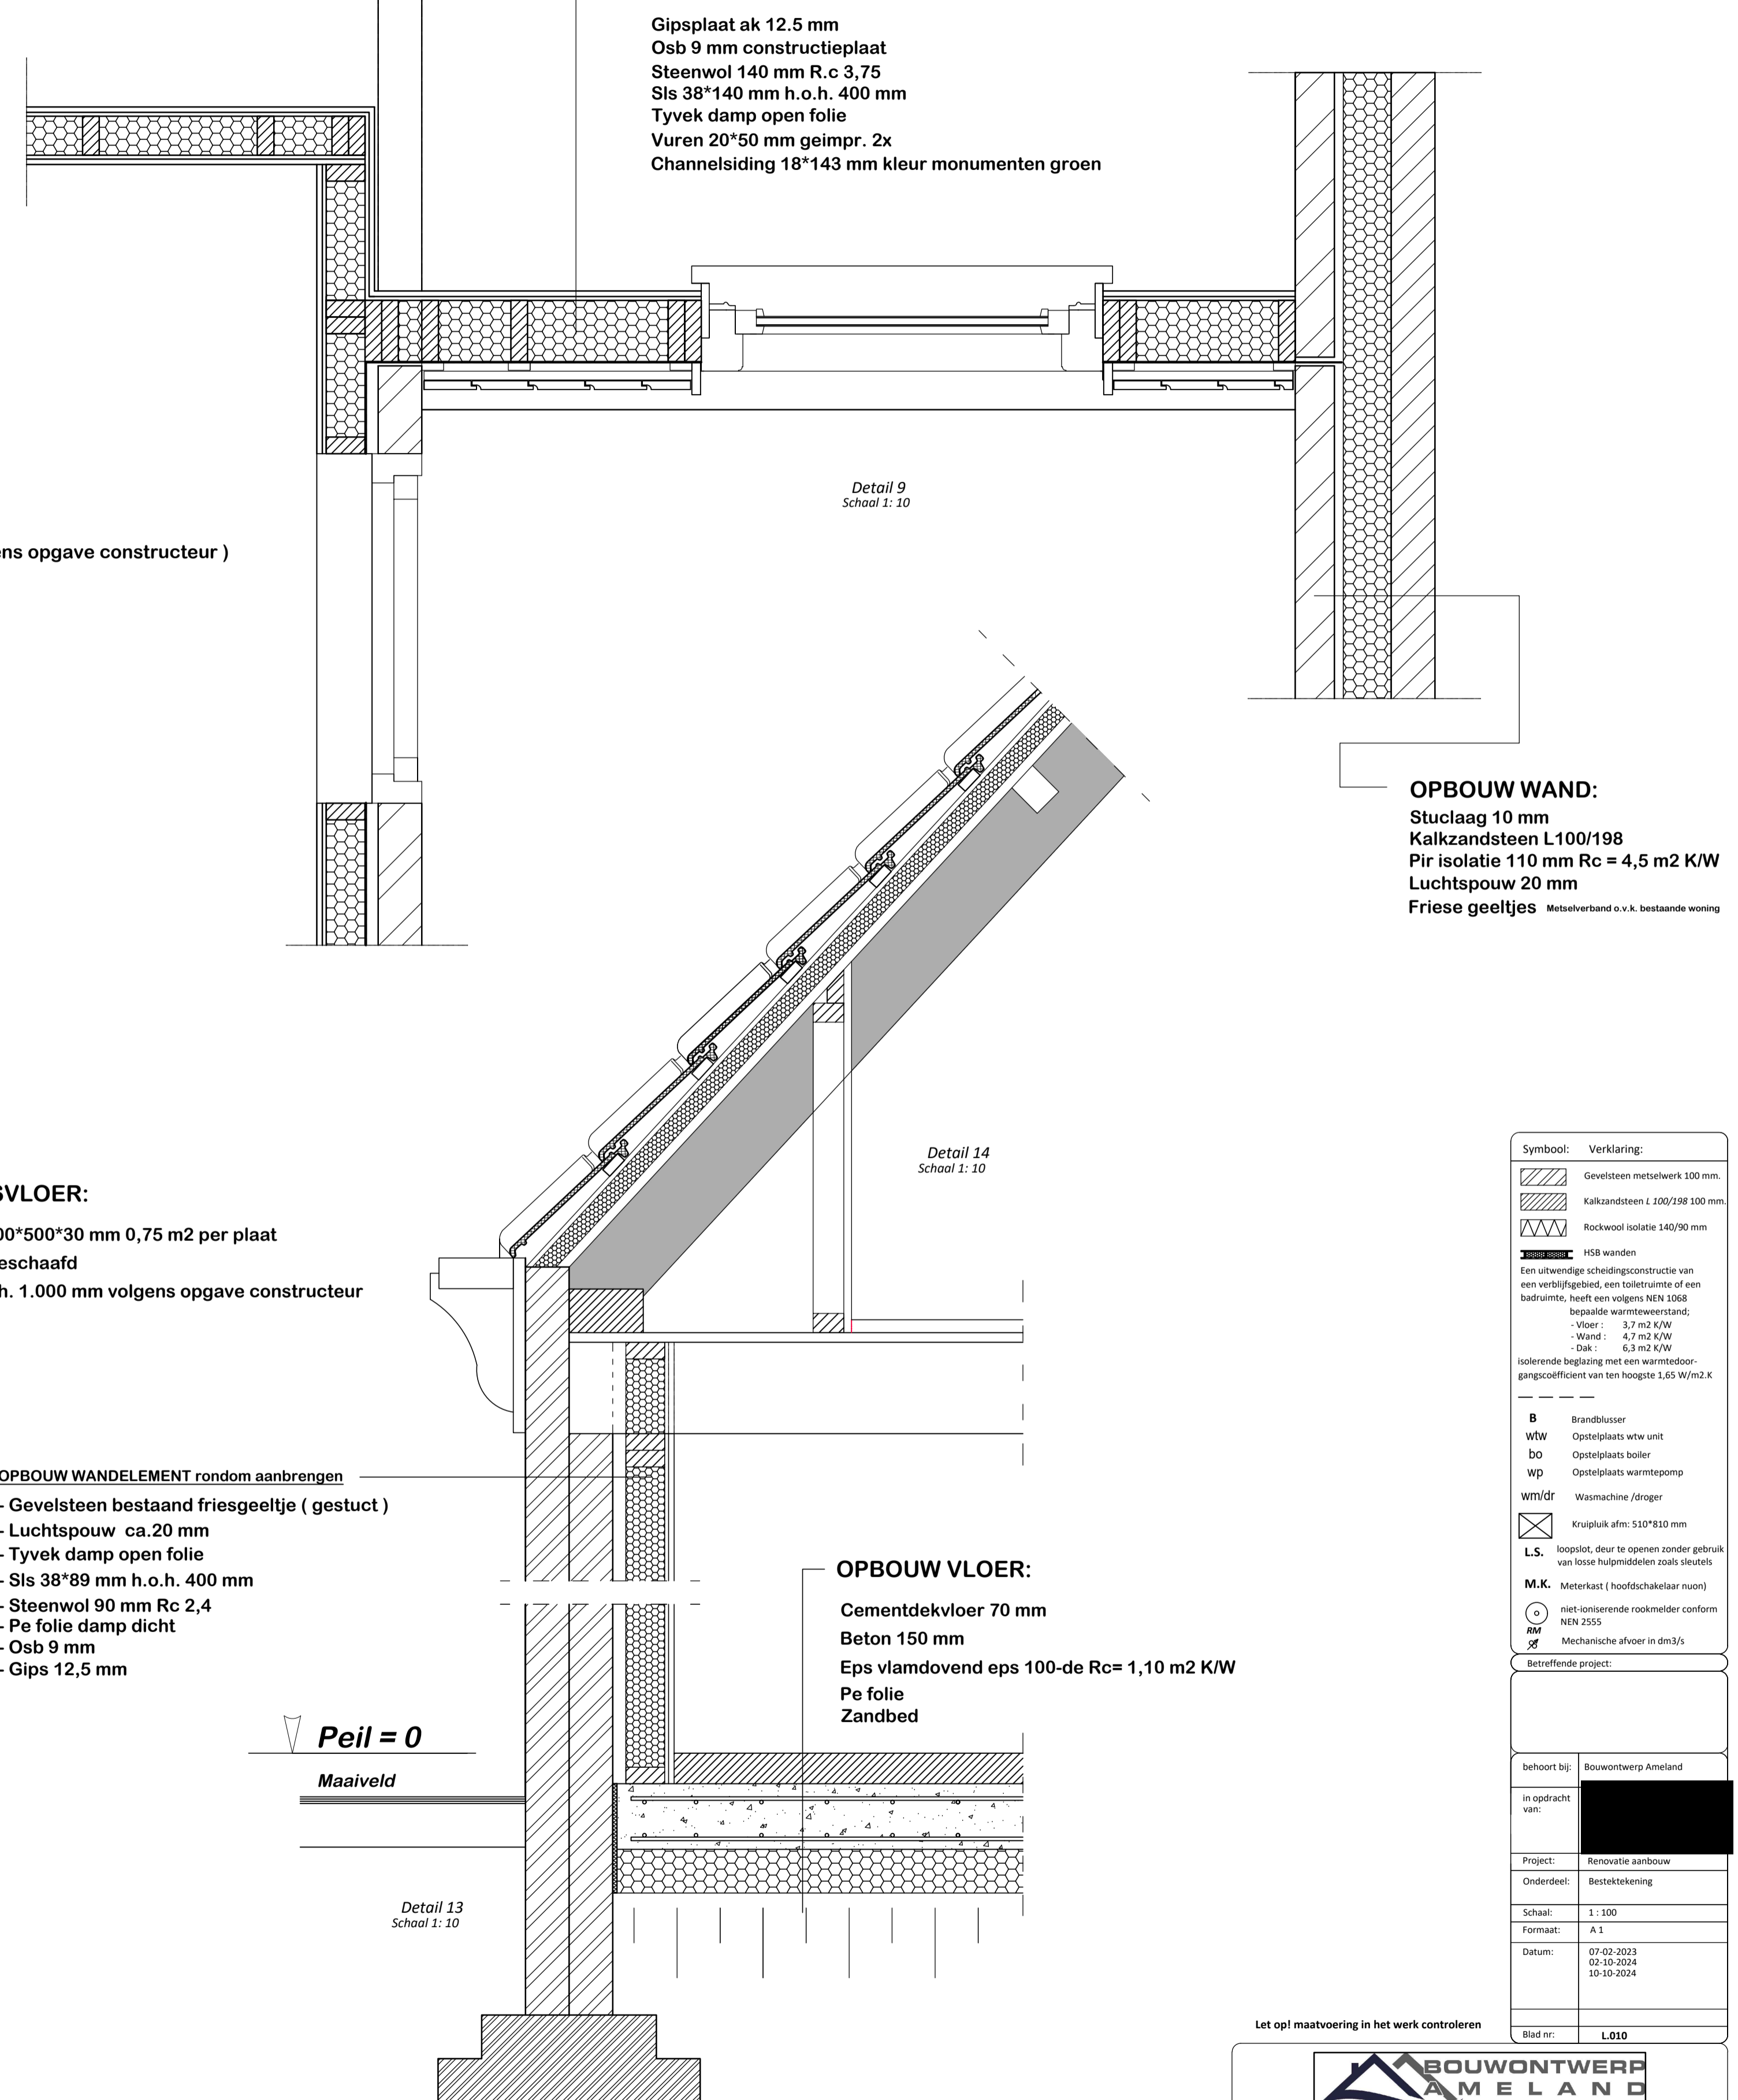 Gipsplaat ak 12.5 mm
Osb 9 mm constructieplaat
Steenwol 140 mm R.c 3,75
Sls 38*140 mm h.o.h. 400 mm
Tyvek damp open folie
Vuren 20*50 mm geimpr. 2x
Channelsiding 18*143 mm kleur monumenten groen
Detail 9
Schaal 1: 10
ens opgave constructeur )
OPBOUW WAND:
Stuclaag 10 mm
Kalkzandsteen L100/198
Pir isolatie 110 mm Rc = 4,5 m2 K/W
Luchtspouw 20 mm
Friese geeltjes Metselverband o.v.k. bestaande woning
Detail 14
Schaal 1: 10
SVLOER:
00*500*30 mm 0,75 m2 per plaat
eschaafd
h. 1.000 mm volgens opgave constructeur
OPBOUW WANDELEMENT rondom aanbrengen
- Gevelsteen bestaand friesgeeltje ( gestuct )
- Luchtspouw ca.20 mm
- Tyvek damp open folie
- Sls 38*89 mm h.o.h. 400 mm
- Steenwol 90 mm Rc 2,4
- Pe folie damp dicht
- Osb 9 mm
- Gips 12,5 mm
OPBOUW VLOER:
Cementdekvloer 70 mm
Beton 150 mm
Eps vlamdovend eps 100-de Rc= 1,10 m2 K/W
Pe folie
Zandbed
Peil = 0
Maaiveld
Detail 13
Schaal 1: 10
Symbool: Verklaring:
Gevelsteen metselwerk 100 mm.
Kalkzandsteen L 100/198 100 mm.
Rockwool isolatie 140/90 mm
HSB wanden
Een uitwendige scheidingsconstructie van
een verblijfsgebied, een toiletruimte of een
badruimte, heeft een volgens NEN 1068
bepaalde warmteweerstand;
- Vloer : 3,7 m2 K/W
- Wand : 4,7 m2 K/W
- Dak : 6,3 m2 K/W
isolerende beglazing met een warmtedoor-
gangscoëfficient van ten hoogste 1,65 W/m2.K
B Brandblusser
wtw Opstelplaats wtw unit
bo Opstelplaats boiler
wp Opstelplaats warmtepomp
wm/dr Wasmachine /droger
Kruipluik afm: 510*810 mm
L.S. loopslot, deur te openen zonder gebruik
van losse hulpmiddelen zoals sleutels
M.K. Meterkast ( hoofdschakelaar nuon)
niet-ioniserende rookmelder conform
NEN 2555
RM
Mechanische afvoer in dm3/s
Betreffende project:
behoort bij: Bouwontwerp Ameland
in opdracht
van:
Project: Renovatie aanbouw
Onderdeel: Bestektekening
Schaal: 1 : 100
Formaat: A 1
Datum: 07-02-2023
02-10-2024
10-10-2024
Blad nr: L.010
Let op! maatvoering in het werk controleren
BOUWONTWERP
AMELAND